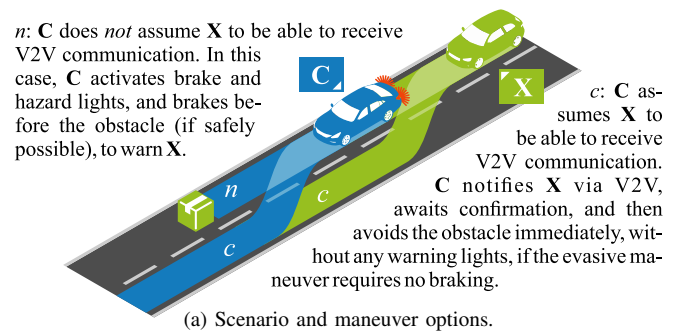 n: C does not assume X to be able to receive
V2V communication. In this
case, C activates brake and
hazard lights, and brakes be-
fore the obstacle (if safely
possible), to warn X.
C
X
n
c
c
c: C as-
sumes X to
be able to receive
V2V communication.
C notifies X via V2V,
awaits confirmation, and then
avoids the obstacle immediately, wit-
hout any warning lights, if the evasive ma-
neuver requires no braking.
(a) Scenario and maneuver options.